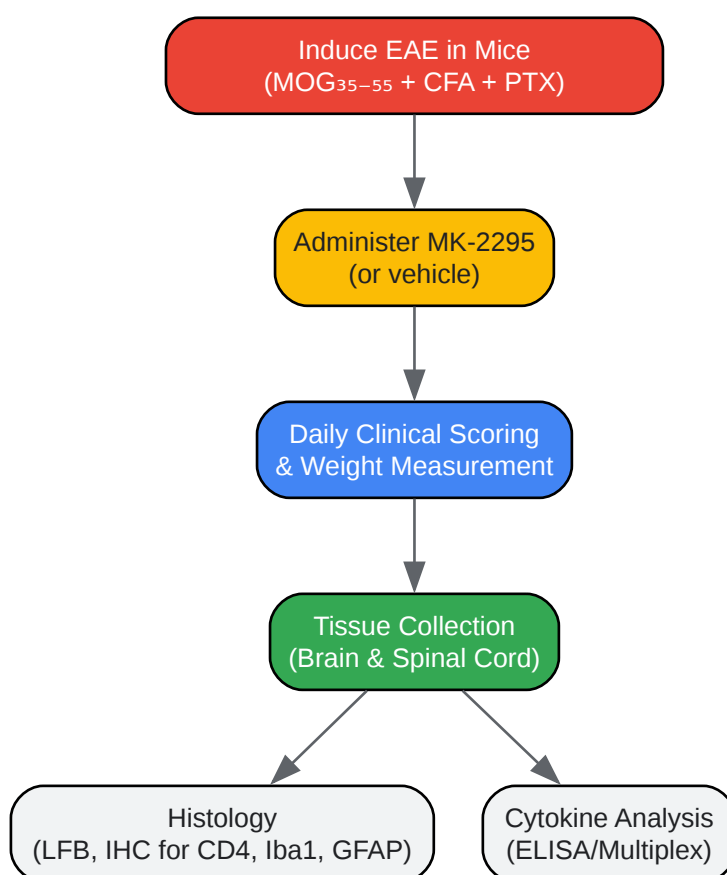 Induce EAE in Mice
(MOG₃₅₋₅₅ + CFA + PTX)
Administer MK-2295
(or vehicle)
Daily Clinical Scoring
& Weight Measurement
Tissue Collection
(Brain & Spinal Cord)
Histology
(LFB, IHC for CD4, Iba1, GFAP)
Cytokine Analysis
(ELISA/Multiplex)